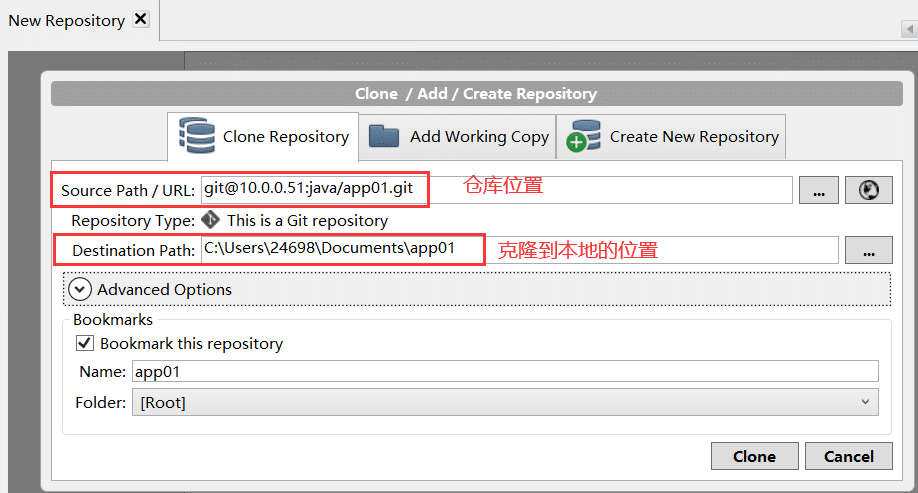 New Repository
Clone / Add / Create Repository
Clone Repository Add Working Copy Create New Repository
Source Path / URL: git@10.0.0.51:java/app01.git 仓库位置 ...
Repository Type: This is a Git repository
Destination Path: C:\Users\24698\Documents\app01 克隆到本地的位置 ...
Advanced Options
Bookmarks
Bookmark this repository
Name: app01
Folder: [Root]
Clone Cancel